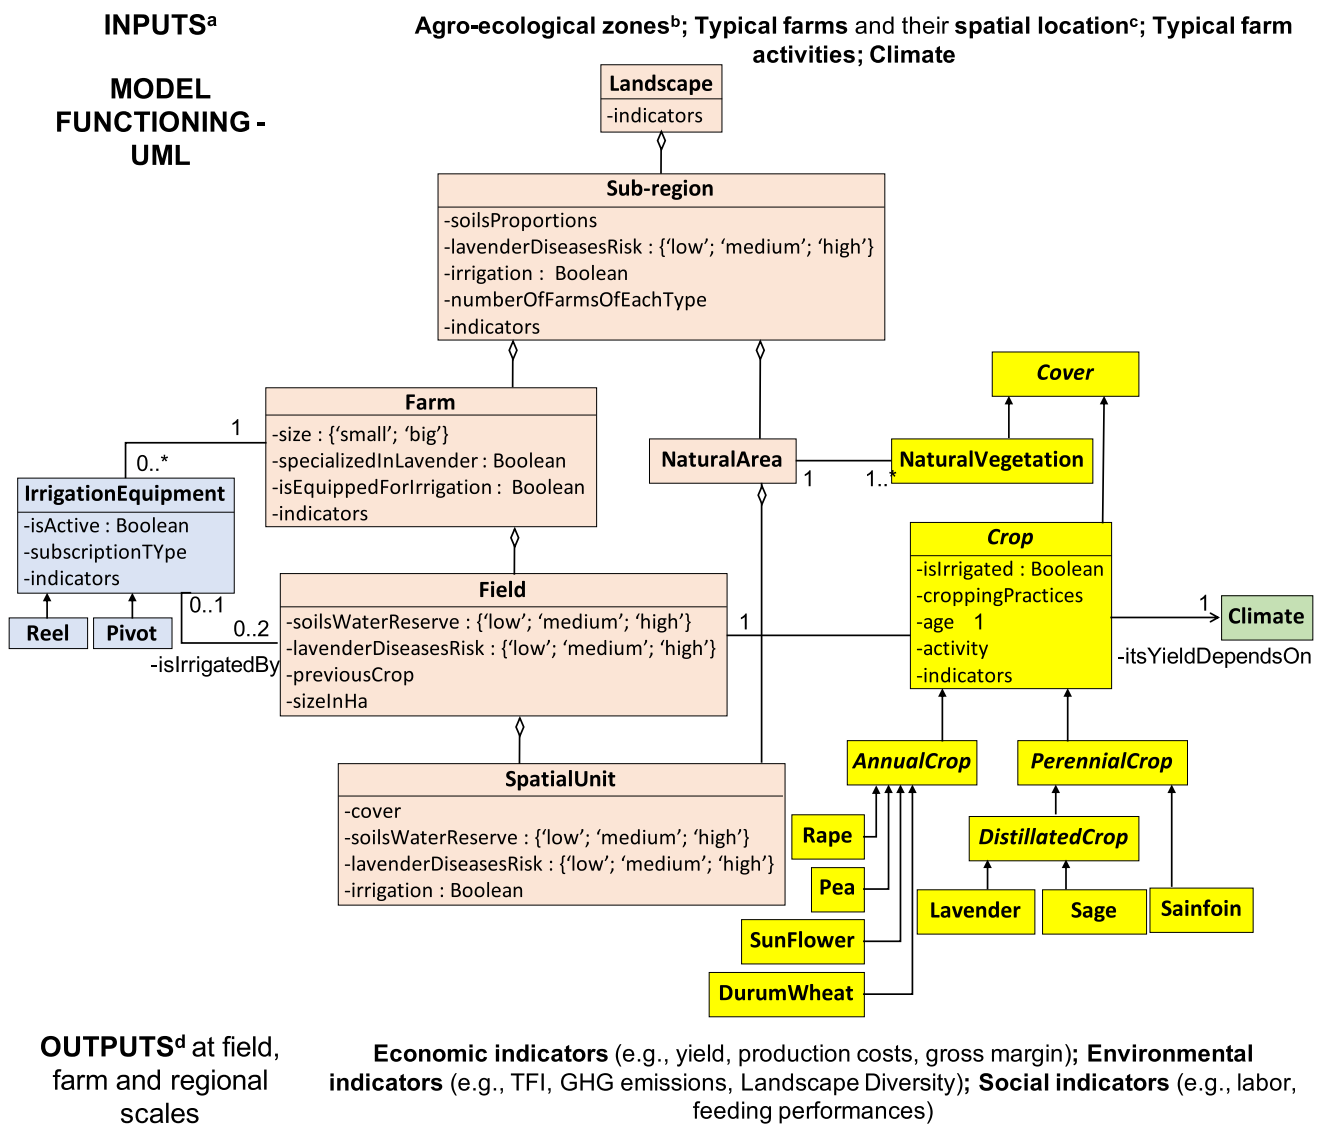 INPUTSᵃ
Agro-ecological zonesᵇ; Typical farms and their spatial locationᶜ; Typical farm
activities; Climate
MODEL
FUNCTIONING -
UML
Landscape
-indicators
Sub-region
-soilsProportions
-lavenderDiseasesRisk : {‘low’; ‘medium’; ‘high’}
-irrigation : Boolean
-numberOfFarmsOfEachType
-indicators
Farm
-size : {‘small’; ‘big’}
-specializedInLavender : Boolean
-isEquippedForIrrigation : Boolean
-indicators
1
0..*
IrrigationEquipment
-isActive : Boolean
-subscriptionTYpe
-indicators
Reel
Pivot
0..1
0..2
-isIrrigatedBy
NaturalArea
1
1..*
NaturalVegetation
Cover
Field
-soilsWaterReserve : {‘low’; ‘medium’; ‘high’}
-lavenderDiseasesRisk : {‘low’; ‘medium’; ‘high’}
-previousCrop
-sizeInHa
1
Crop
-isIrrigated : Boolean
-croppingPractices
-age 1
-activity
-indicators
1
Climate
-itsYieldDependsOn
SpatialUnit
-cover
-soilsWaterReserve : {‘low’; ‘medium’; ‘high’}
-lavenderDiseasesRisk : {‘low’; ‘medium’; ‘high’}
-irrigation : Boolean
AnnualCrop
PerennialCrop
Rape
Pea
SunFlower
DurumWheat
DistillatedCrop
Lavender
Sage
Sainfoin
OUTPUTSᵈ at field,
farm and regional
scales
Economic indicators (e.g., yield, production costs, gross margin); Environmental
indicators (e.g., TFI, GHG emissions, Landscape Diversity); Social indicators (e.g., labor,
feeding performances)